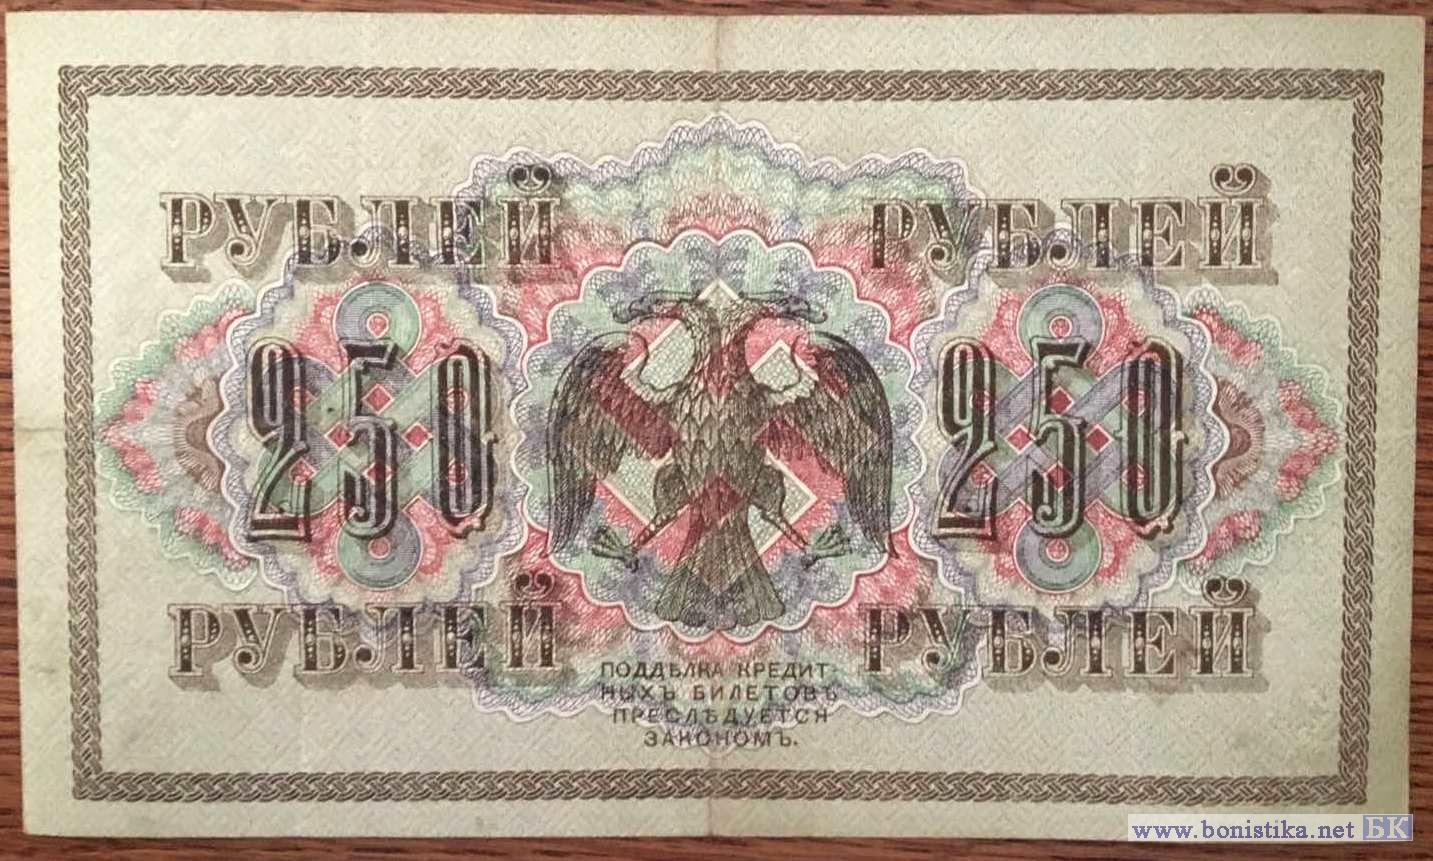 РУБЛЕЙ РУБЛЕЙ
250 250
РУБЛЕЙ РУБЛЕЙ
ПОДДѢЛКА КРЕДИТ-
НЫХЪ БИЛЕТОВЪ
ПРЕСЛѢДУЕТСЯ
ЗАКОНОМЪ.
www.bonistika.net БК